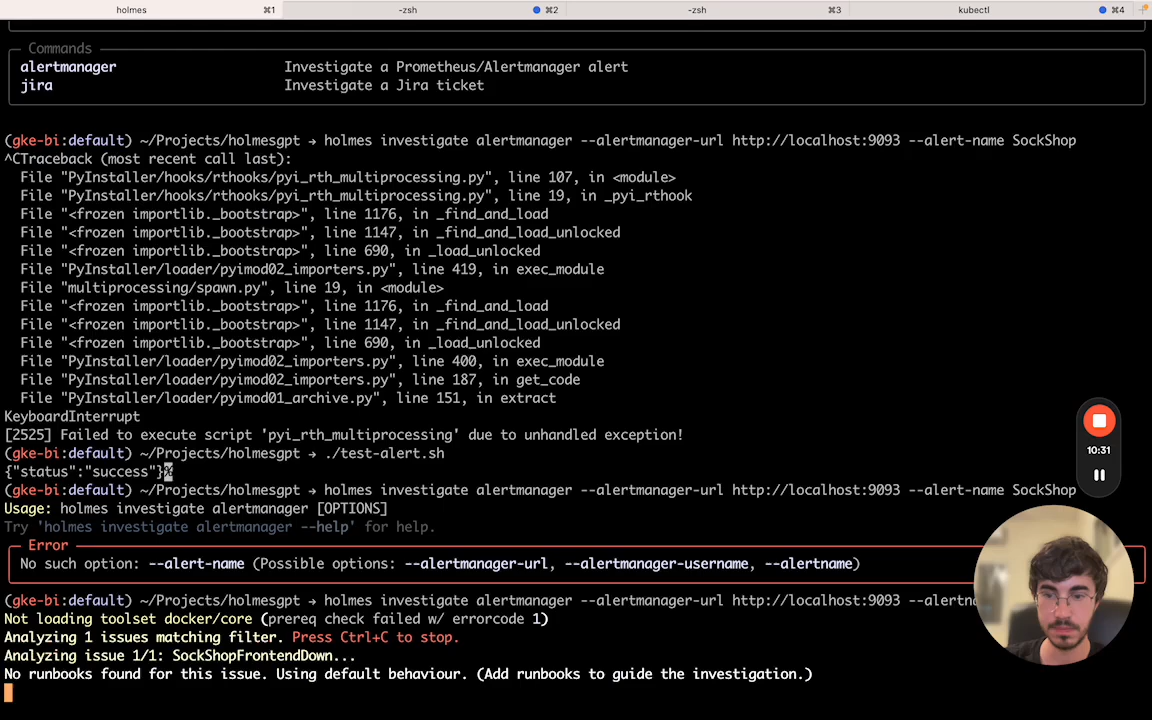 holmes ⌘1 -zsh ⌘2 -zsh ⌘3 kubectl ⌘4
Commands
alertmanager Investigate a Prometheus/Alertmanager alert
jira Investigate a Jira ticket
(gke-bi:default) ~/Projects/holmesgpt → holmes investigate alertmanager --alertmanager-url http://localhost:9093 --alert-name SockShop
^CTraceback (most recent call last):
File "PyInstaller/hooks/rthooks/pyi_rth_multiprocessing.py", line 107, in <module>
File "PyInstaller/hooks/rthooks/pyi_rth_multiprocessing.py", line 19, in _pyi_rthook
File "<frozen importlib._bootstrap>", line 1176, in _find_and_load
File "<frozen importlib._bootstrap>", line 1147, in _find_and_load_unlocked
File "<frozen importlib._bootstrap>", line 690, in _load_unlocked
File "PyInstaller/loader/pyimod02_importers.py", line 419, in exec_module
File "multiprocessing/spawn.py", line 19, in <module>
File "<frozen importlib._bootstrap>", line 1176, in _find_and_load
File "<frozen importlib._bootstrap>", line 1147, in _find_and_load_unlocked
File "<frozen importlib._bootstrap>", line 690, in _load_unlocked
File "PyInstaller/loader/pyimod02_importers.py", line 400, in exec_module
File "PyInstaller/loader/pyimod02_importers.py", line 187, in get_code
File "PyInstaller/loader/pyimod01_archive.py", line 151, in extract
KeyboardInterrupt
[2525] Failed to execute script 'pyi_rth_multiprocessing' due to unhandled exception!
(gke-bi:default) ~/Projects/holmesgpt → ./test-alert.sh
{"status":"success"}%
(gke-bi:default) ~/Projects/holmesgpt → holmes investigate alertmanager --alertmanager-url http://localhost:9093 --alert-name SockShop
Usage: holmes investigate alertmanager [OPTIONS]
Try 'holmes investigate alertmanager --help' for help.
Error
No such option: --alert-name (Possible options: --alertmanager-url, --alertmanager-username, --alertname)
(gke-bi:default) ~/Projects/holmesgpt → holmes investigate alertmanager --alertmanager-url http://localhost:9093 --alertn
Not loading toolset docker/core (prereq check failed w/ errorcode 1)
Analyzing 1 issues matching filter. Press Ctrl+C to stop.
Analyzing issue 1/1: SockShopFrontendDown...
No runbooks found for this issue. Using default behaviour. (Add runbooks to guide the investigation.)
10:31